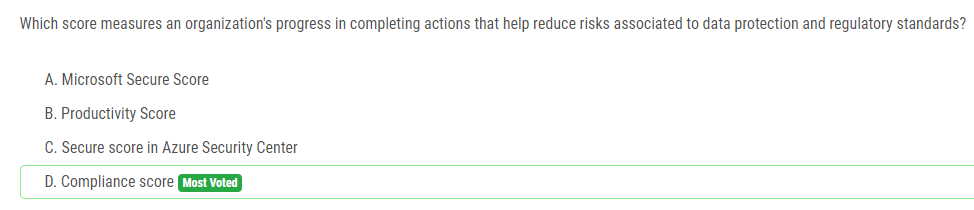 Which score measures an organization's progress in completing actions that help reduce risks associated to data protection and regulatory standards?
A. Microsoft Secure Score
B. Productivity Score
C. Secure score in Azure Security Center
D. Compliance score Most Voted